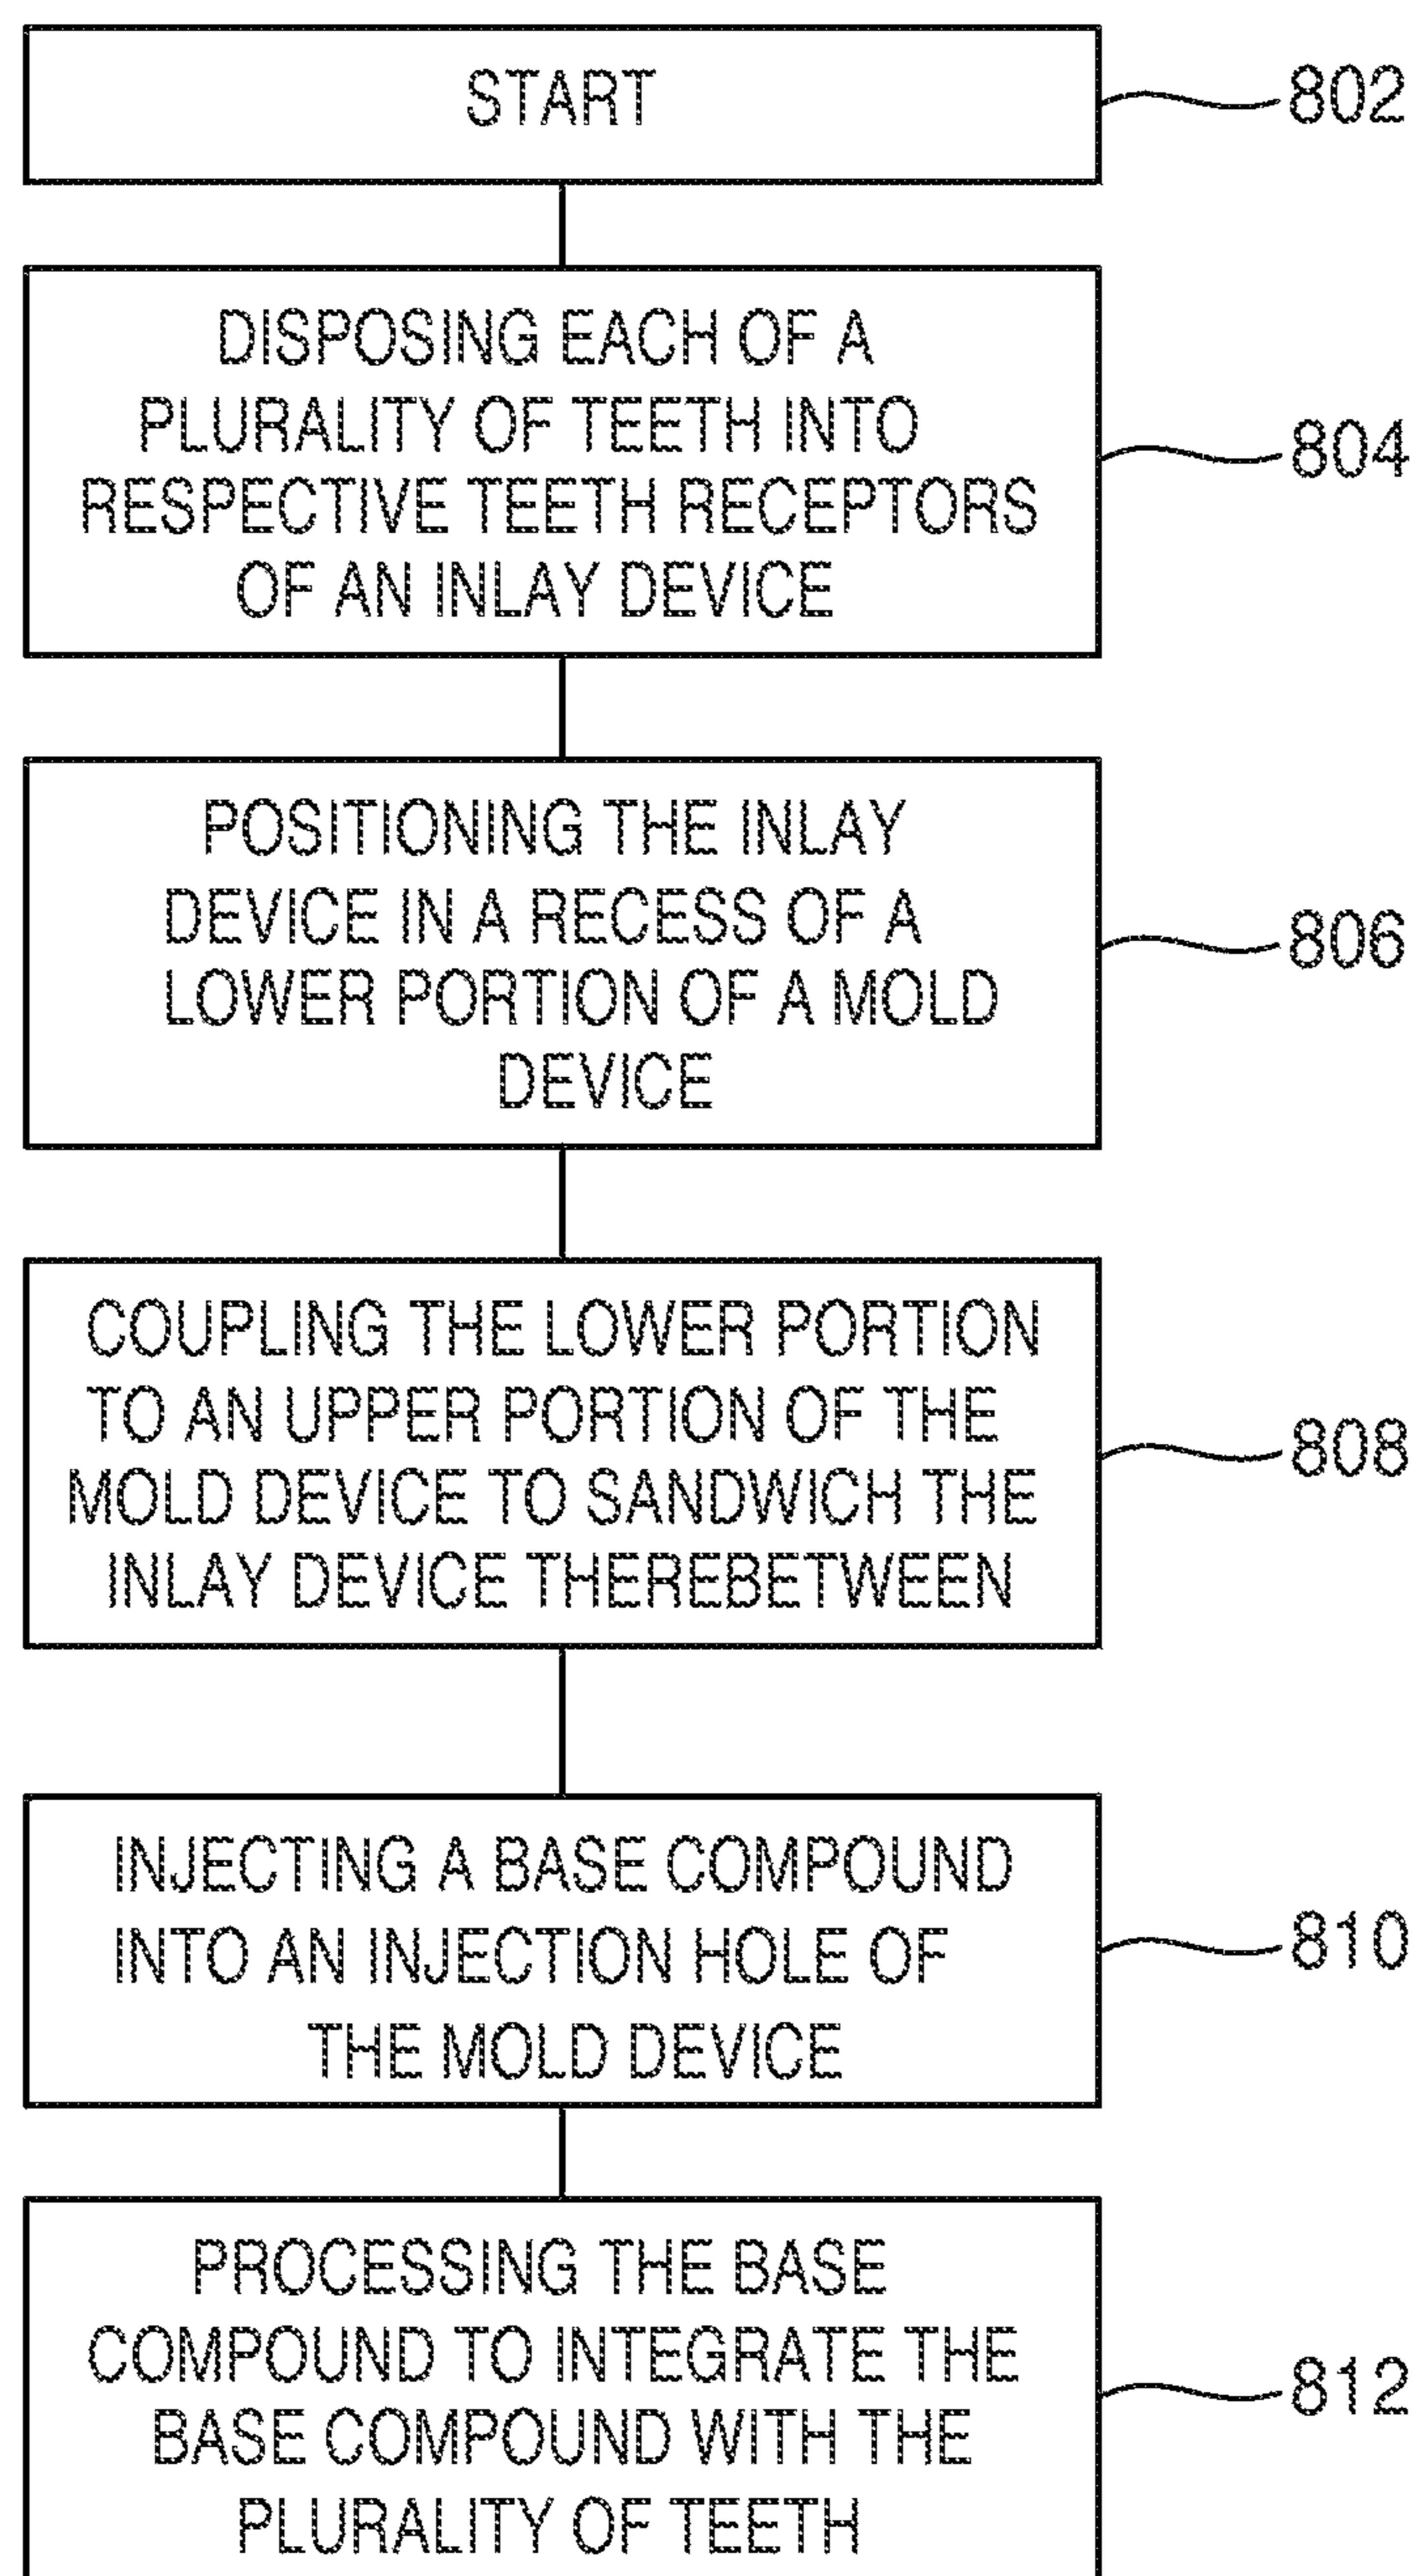 START
802
DISPOSING EACH OF A
PLURALITY OF TEETH INTO
RESPECTIVE TEETH RECEPTORS
OF AN INLAY DEVICE
804
POSITIONING THE INLAY
DEVICE IN A RECESS OF A
LOWER PORTION OF A MOLD
DEVICE
806
COUPLING THE LOWER PORTION
TO AN UPPER PORTION OF THE
MOLD DEVICE TO SANDWICH THE
INLAY DEVICE THEREBETWEEN
808
INJECTING A BASE COMPOUND
INTO AN INJECTION HOLE OF
THE MOLD DEVICE
810
PROCESSING THE BASE
COMPOUND TO INTEGRATE THE
BASE COMPOUND WITH THE
PLURALITY OF TEETH
812